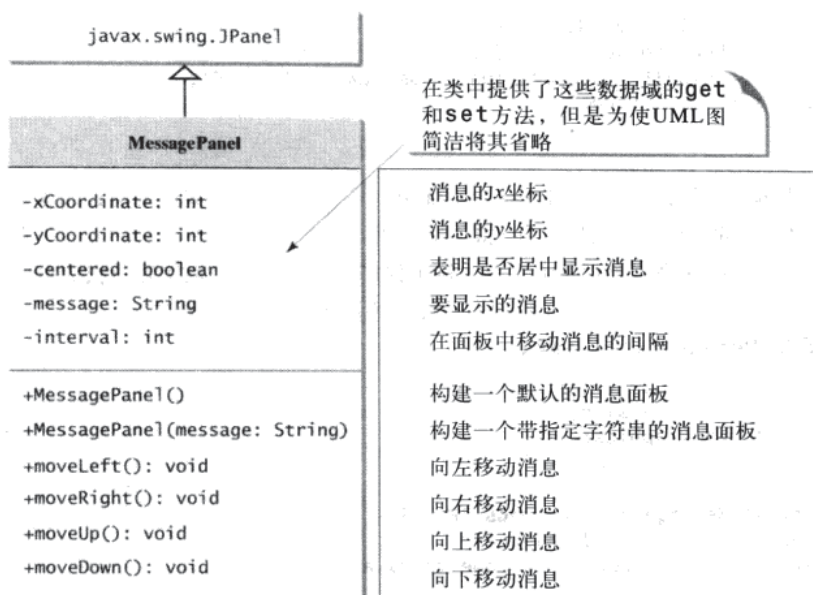 javax.swing.JPanel
在类中提供了这些数据域的get
和set方法，但是为使UML图
简洁将其省略
MessagePanel
-xCoordinate: int
消息的x坐标
-yCoordinate: int
消息的y坐标
-centered: boolean
表明是否居中显示消息
-message: String
要显示的消息
-interval: int
在面板中移动消息的间隔
+MessagePanel()
构建一个默认的消息面板
+MessagePanel(message: String)
构建一个带指定字符串的消息面板
+moveLeft(): void
向左移动消息
+moveRight(): void
向右移动消息
+moveUp(): void
向上移动消息
+moveDown(): void
向下移动消息